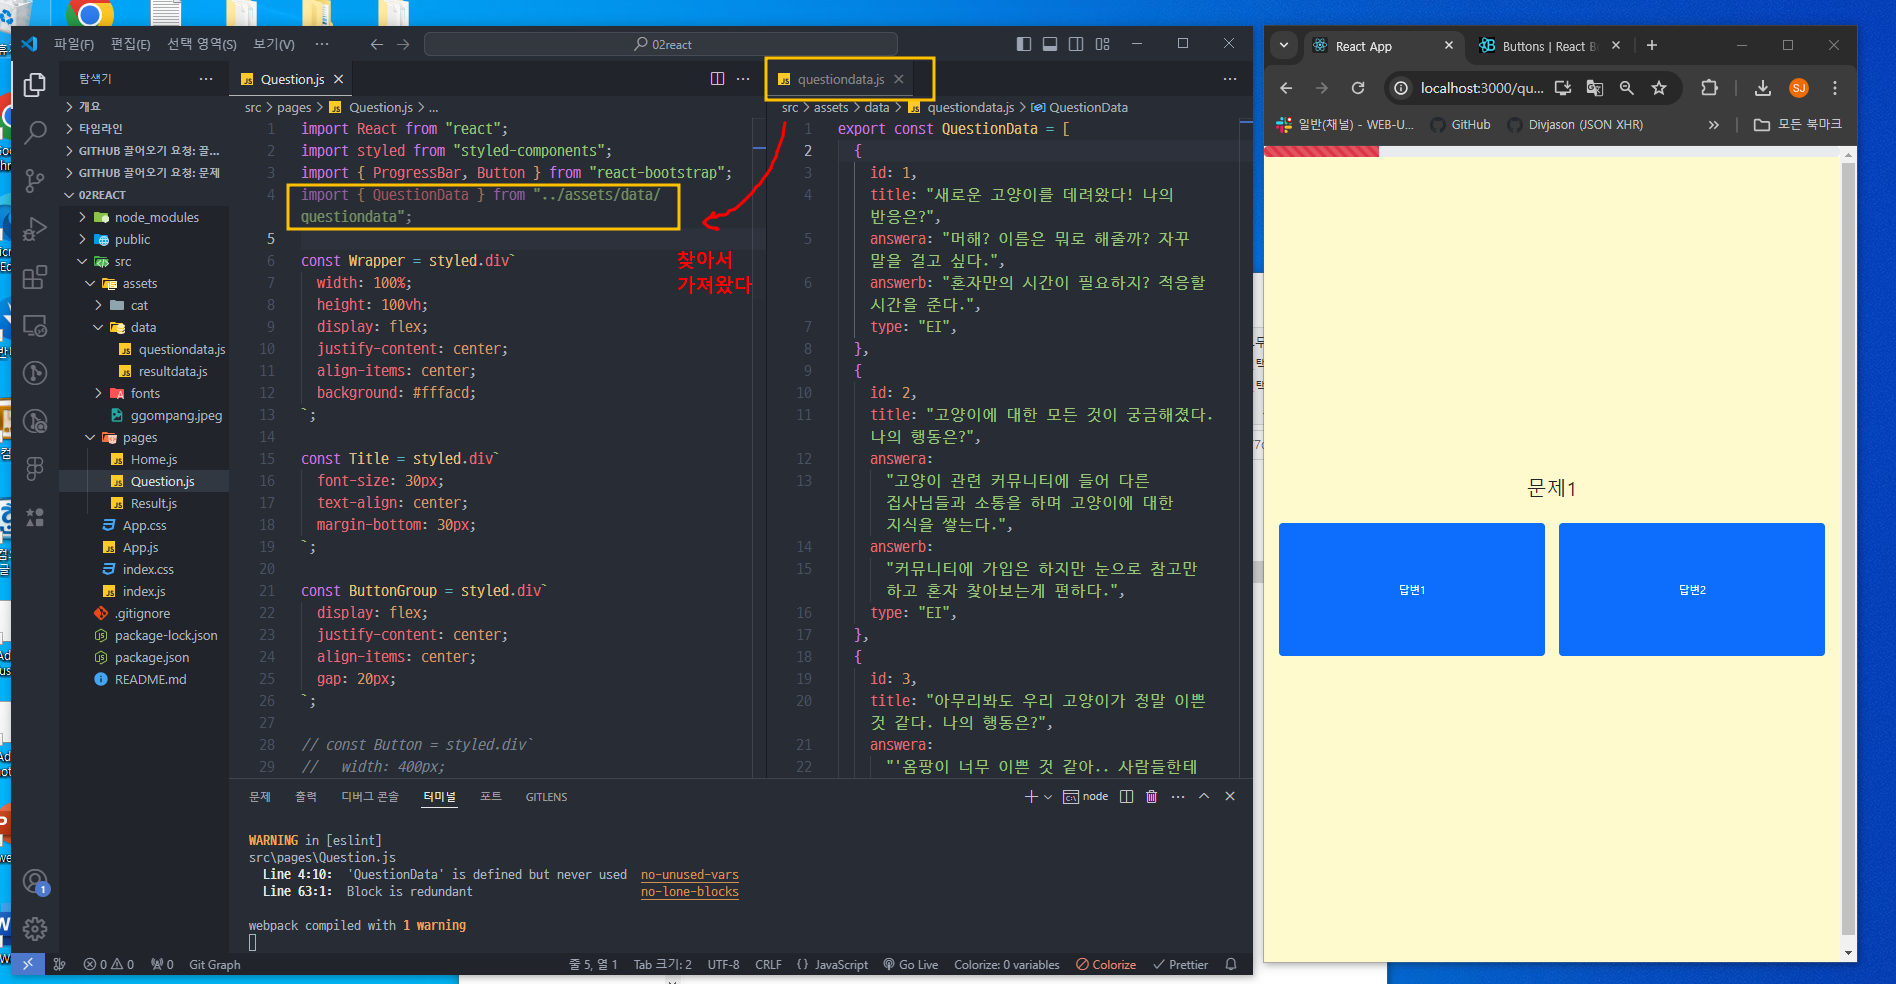 파일(F) 편집(E) 선택 영역(S) 보기(V) ··· 02react
탐색기 ···
개요
타임라인
GITHUB 끌어오기 요청: 끌...
GITHUB 끌어오기 요청: 문제
02REACT
node_modules
public
src
assets
cat
data
questiondata.js
resultdata.js
fonts
ggompang.jpeg
pages
Home.js
Question.js
Result.js
App.css
App.js
index.css
index.js
.gitignore
package-lock.json
package.json
README.md
Question.js
src > pages > Question.js > ...
1 import React from "react";
2 import styled from "styled-components";
3 import { ProgressBar, Button } from "react-bootstrap";
4 import { QuestionData } from "../assets/data/
questiondata";
5
6 const Wrapper = styled.div`
7 width: 100%;
8 height: 100vh;
9 display: flex;
10 justify-content: center;
11 align-items: center;
12 background: #fffacd;
13 `;
14
15 const Title = styled.div`
16 font-size: 30px;
17 text-align: center;
18 margin-bottom: 30px;
19 `;
20
21 const ButtonGroup = styled.div`
22 display: flex;
23 justify-content: center;
24 align-items: center;
25 gap: 20px;
26 `;
27
28 // const Button = styled.div`
29 // width: 400px;
찾아서
가져왔다
questiondata.js
src > assets > data > questiondata.js > QuestionData
1 export const QuestionData = [
2 {
3 id: 1,
4 title: "새로운 고양이를 데려왔다! 나의
반응은?",
5 answera: "머해? 이름은 뭐로 해줄까? 자꾸
말을 걸고 싶다.",
6 answerb: "혼자만의 시간이 필요하지? 적응할
시간을 준다.",
7 type: "EI",
8 },
9 {
10 id: 2,
11 title: "고양이에 대한 모든 것이 궁금해졌다.
나의 행동은?",
12 answera:
13 "고양이 관련 커뮤니티에 들어 다른
집사님들과 소통을 하며 고양이에 대한
지식을 쌓는다.",
14 answerb:
15 "커뮤니티에 가입은 하지만 눈으로 참고만
하고 혼자 찾아보는게 편하다.",
16 type: "EI",
17 },
18 {
19 id: 3,
20 title: "아무리봐도 우리 고양이가 정말 이쁜
것 같다. 나의 행동은?",
21 answera:
22 "'옴팡이 너무 이쁜 것 같아.. 사람들한테
문제 출력 디버그 콘솔 터미널 포트 GITLENS
node
WARNING in [eslint]
src\pages\Question.js
Line 4:10: 'QuestionData' is defined but never used no-unused-vars
Line 63:1: Block is redundant no-lone-blocks
webpack compiled with 1 warning
0 0 0 Git Graph 줄 5, 열 1 Tab 크기: 2 UTF-8 CRLF {} JavaScript Go Live Colorize: 0 variables Colorize Prettier
1
React App
Buttons | React B
localhost:3000/qu...
SJ
일반(채널) - WEB-U... GitHub Divjason (JSON XHR) » 모든 북마크
문제1
답변1
답변2